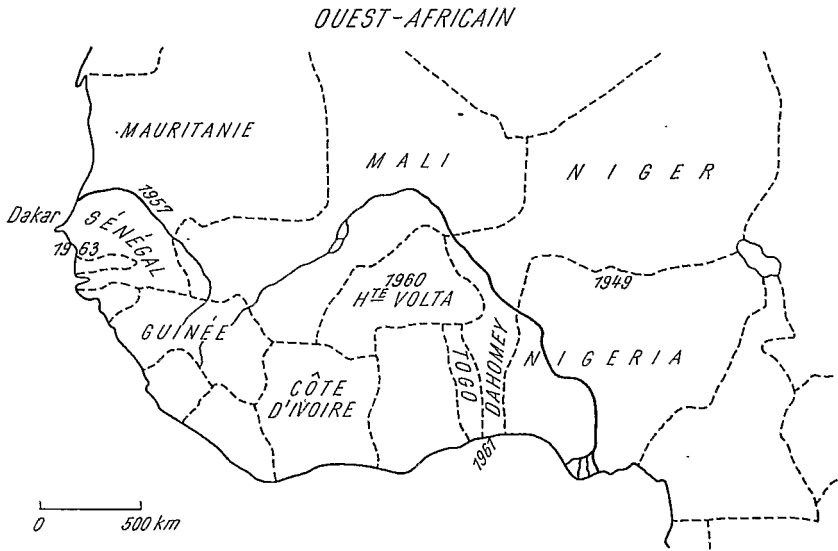 OUEST-AFRICAIN
MAURITANIE
MALI
NIGER
1957
Dakar
SÉNÉGAL
1963
1960
1949
HTÉ VOLTA
GUINÉE
TOGO
DAHOMEY
NIGERIA
CÔTE
D'IVOIRE
1961
0 500 km